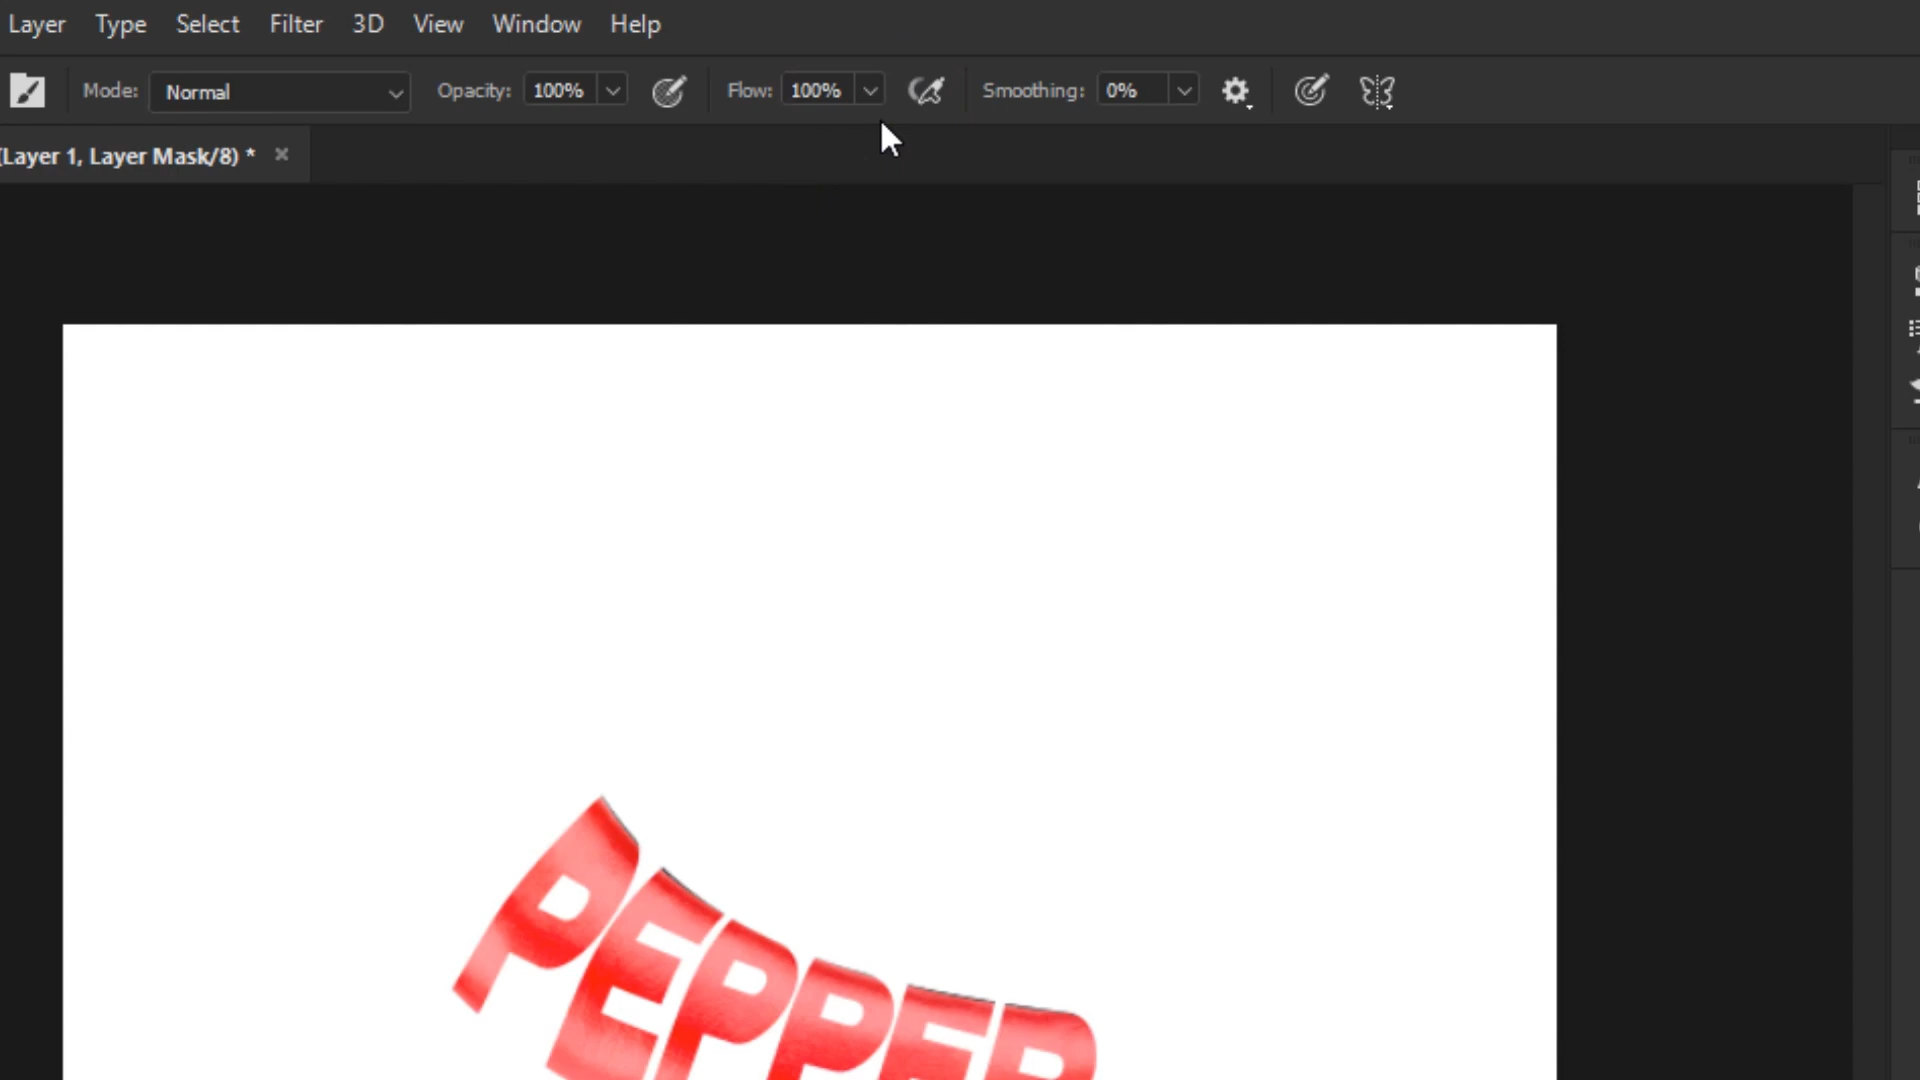 Layer Type Select Filter 3D View Window Help
Mode: Normal Opacity: 100% Flow: 100% Smoothing: 0%
(Layer 1, Layer Mask/8) * ×
PEPPER